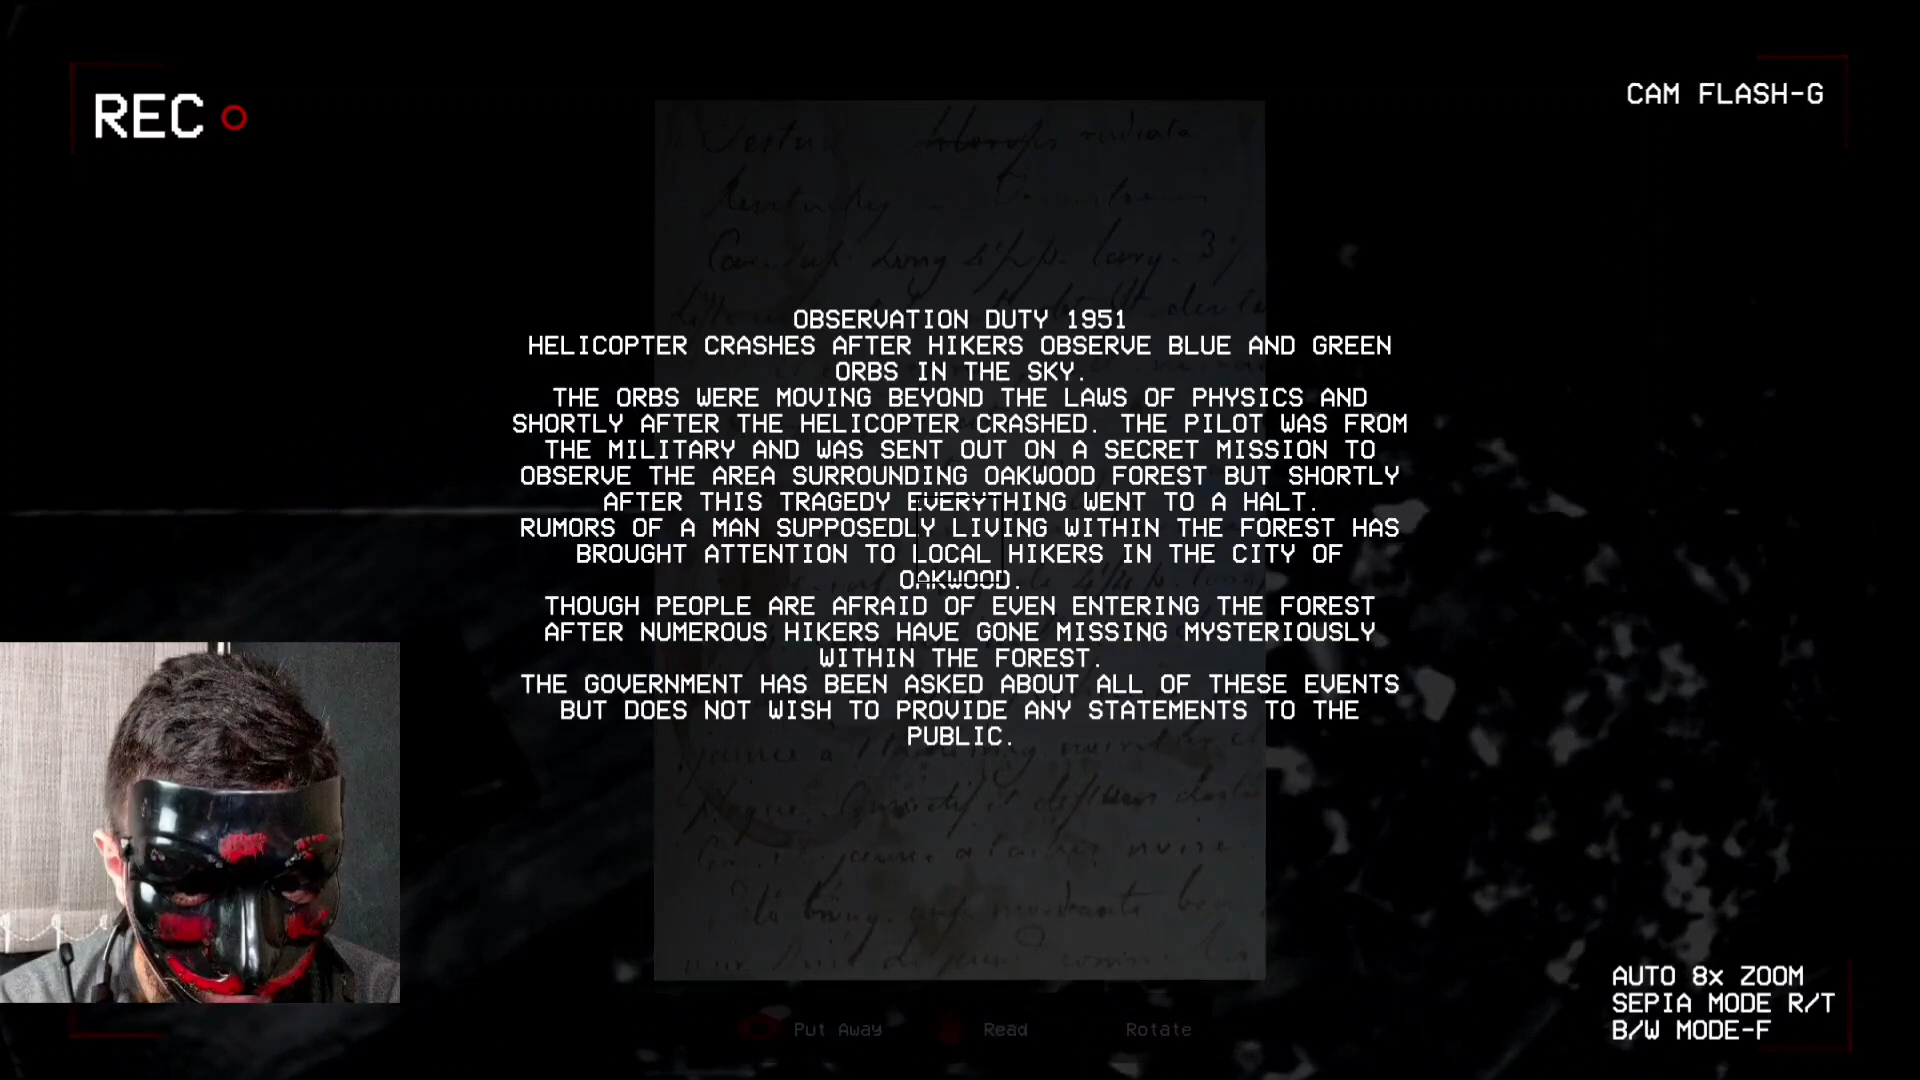 REC
CAM FLASH-G
OBSERVATION DUTY 1951
HELICOPTER CRASHES AFTER HIKERS OBSERVE BLUE AND GREEN
ORBS IN THE SKY.
THE ORBS WERE MOVING BEYOND THE LAWS OF PHYSICS AND
SHORTLY AFTER THE HELICOPTER CRASHED. THE PILOT WAS FROM
THE MILITARY AND WAS SENT OUT ON A SECRET MISSION TO
OBSERVE THE AREA SURROUNDING OAKWOOD FOREST BUT SHORTLY
AFTER THIS TRAGEDY EVERYTHING WENT TO A HALT.
RUMORS OF A MAN SUPPOSEDLY LIVING WITHIN THE FOREST HAS
BROUGHT ATTENTION TO LOCAL HIKERS IN THE CITY OF
OAKWOOD.
THOUGH PEOPLE ARE AFRAID OF EVEN ENTERING THE FOREST
AFTER NUMEROUS HIKERS HAVE GONE MISSING MYSTERIOUSLY
WITHIN THE FOREST.
THE GOVERNMENT HAS BEEN ASKED ABOUT ALL OF THESE EVENTS
BUT DOES NOT WISH TO PROVIDE ANY STATEMENTS TO THE
PUBLIC.
AUTO 8x ZOOM
SEPIA MODE R/T
B/W MODE-F
Put Away Read Rotate